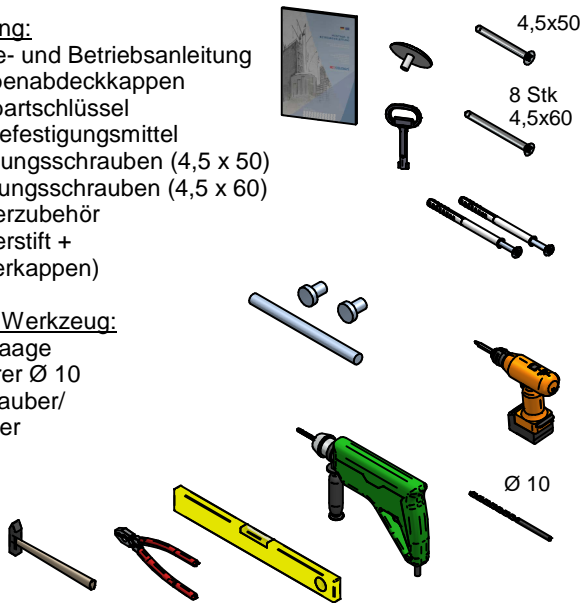 ng:
e- und Betriebsanleitung
benabdeckkappen
bartschlüssel
efestigungsmittel
ungsschrauben (4,5 x 50)
ungsschrauben (4,5 x 60)
erzubehör
erstift +
erkappen)
Werkzeug:
aage
rer Ø 10
auber/
er
4,5x50
8 Stk
4,5x60
Ø 10